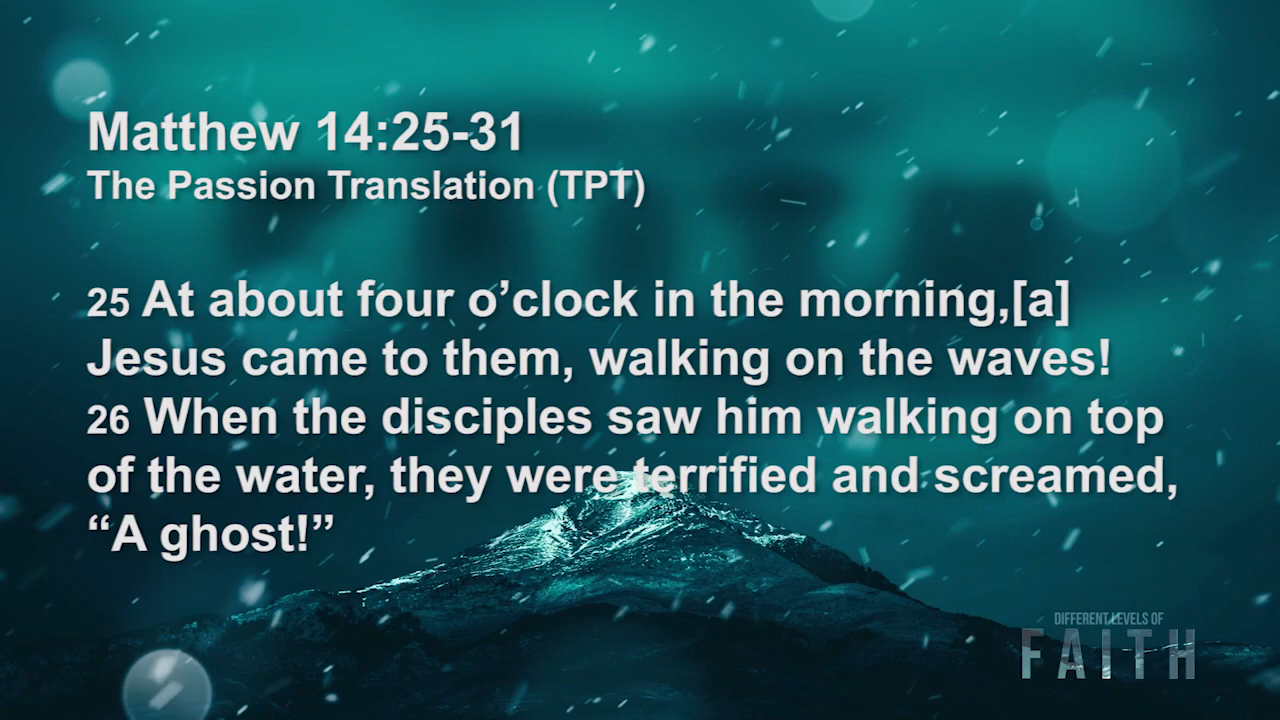 Matthew 14:25-31
The Passion Translation (TPT)
25 At about four o’clock in the morning,[a]
Jesus came to them, walking on the waves!
26 When the disciples saw him walking on top
of the water, they were terrified and screamed,
“A ghost!”
DIFFERENT LEVELS OF
FAITH